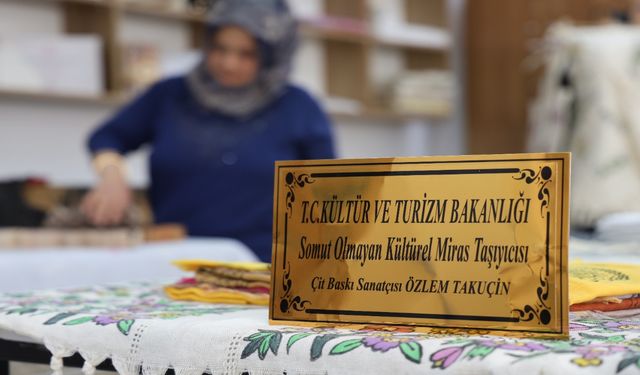 T.C.KÜLTÜR VE TURİZM BAKANLIĞI
Somut Olmayan Kültürel Miras Taşıyıcısı
Çit Baskı Sanatçısı ÖZLEM TAKUÇİN